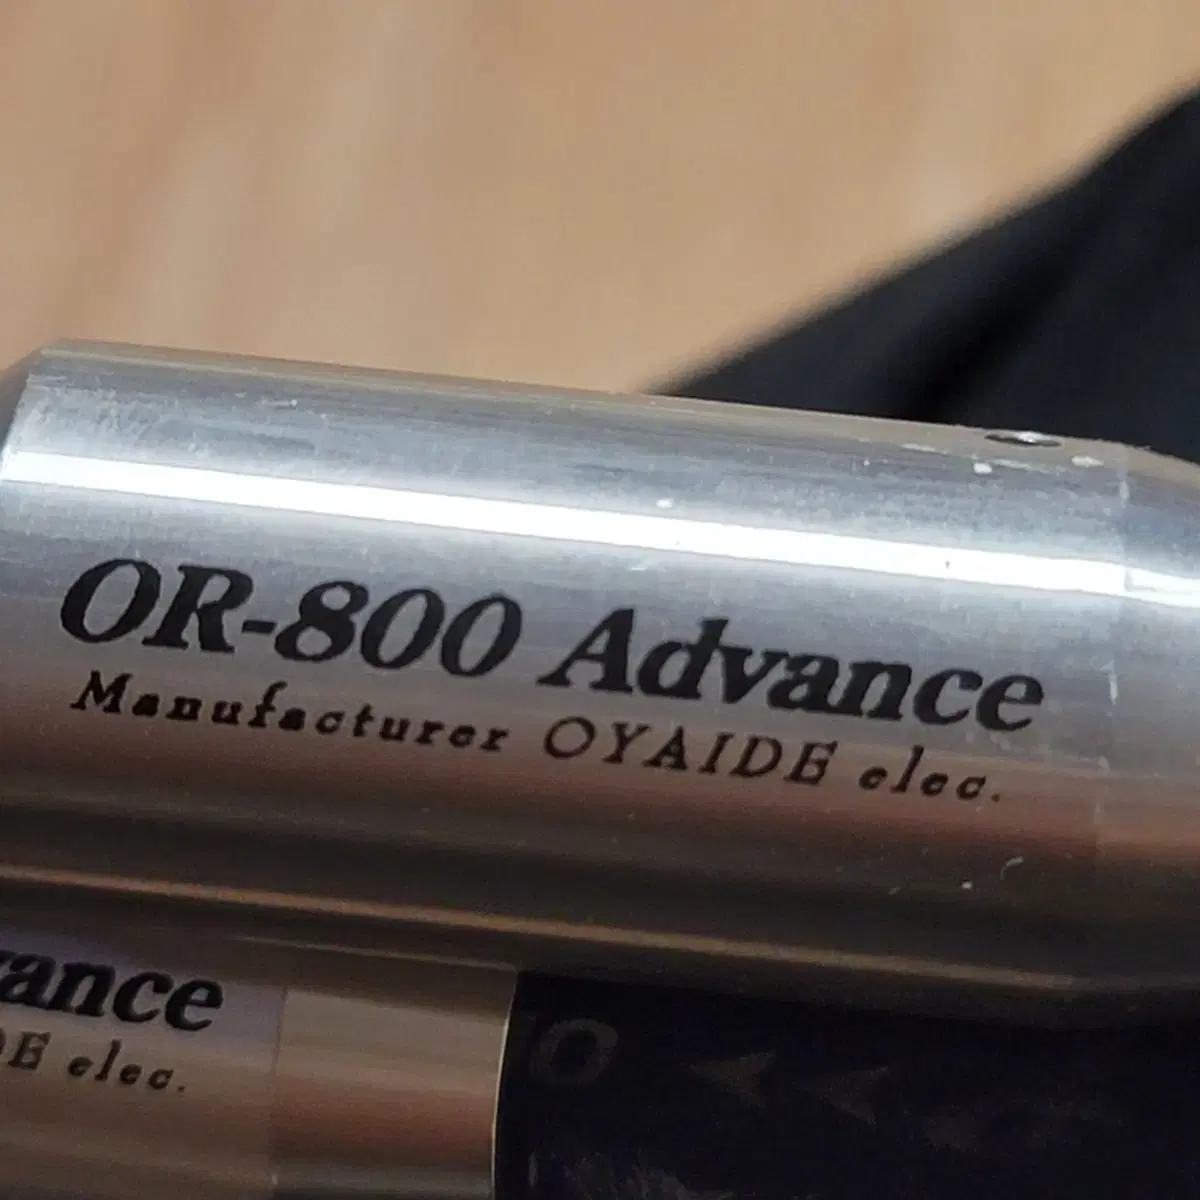 OR-800 Advance
Manufacturer OYAIDE elec.
vance
DE elec.
O